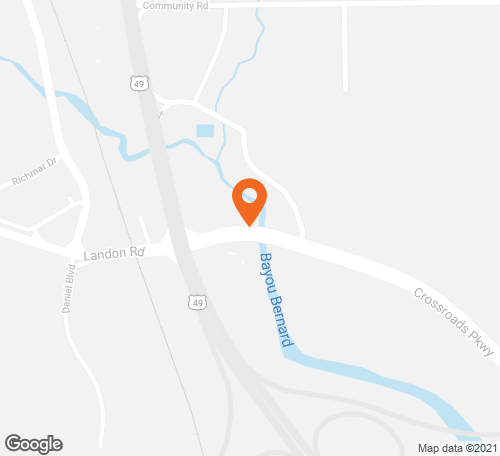 Community Rd
49
Richmar Dr
Landon Rd
Daniel Blvd
49
Bayou Bernard
Crossroads Pkwy
Google
Map data ©2021